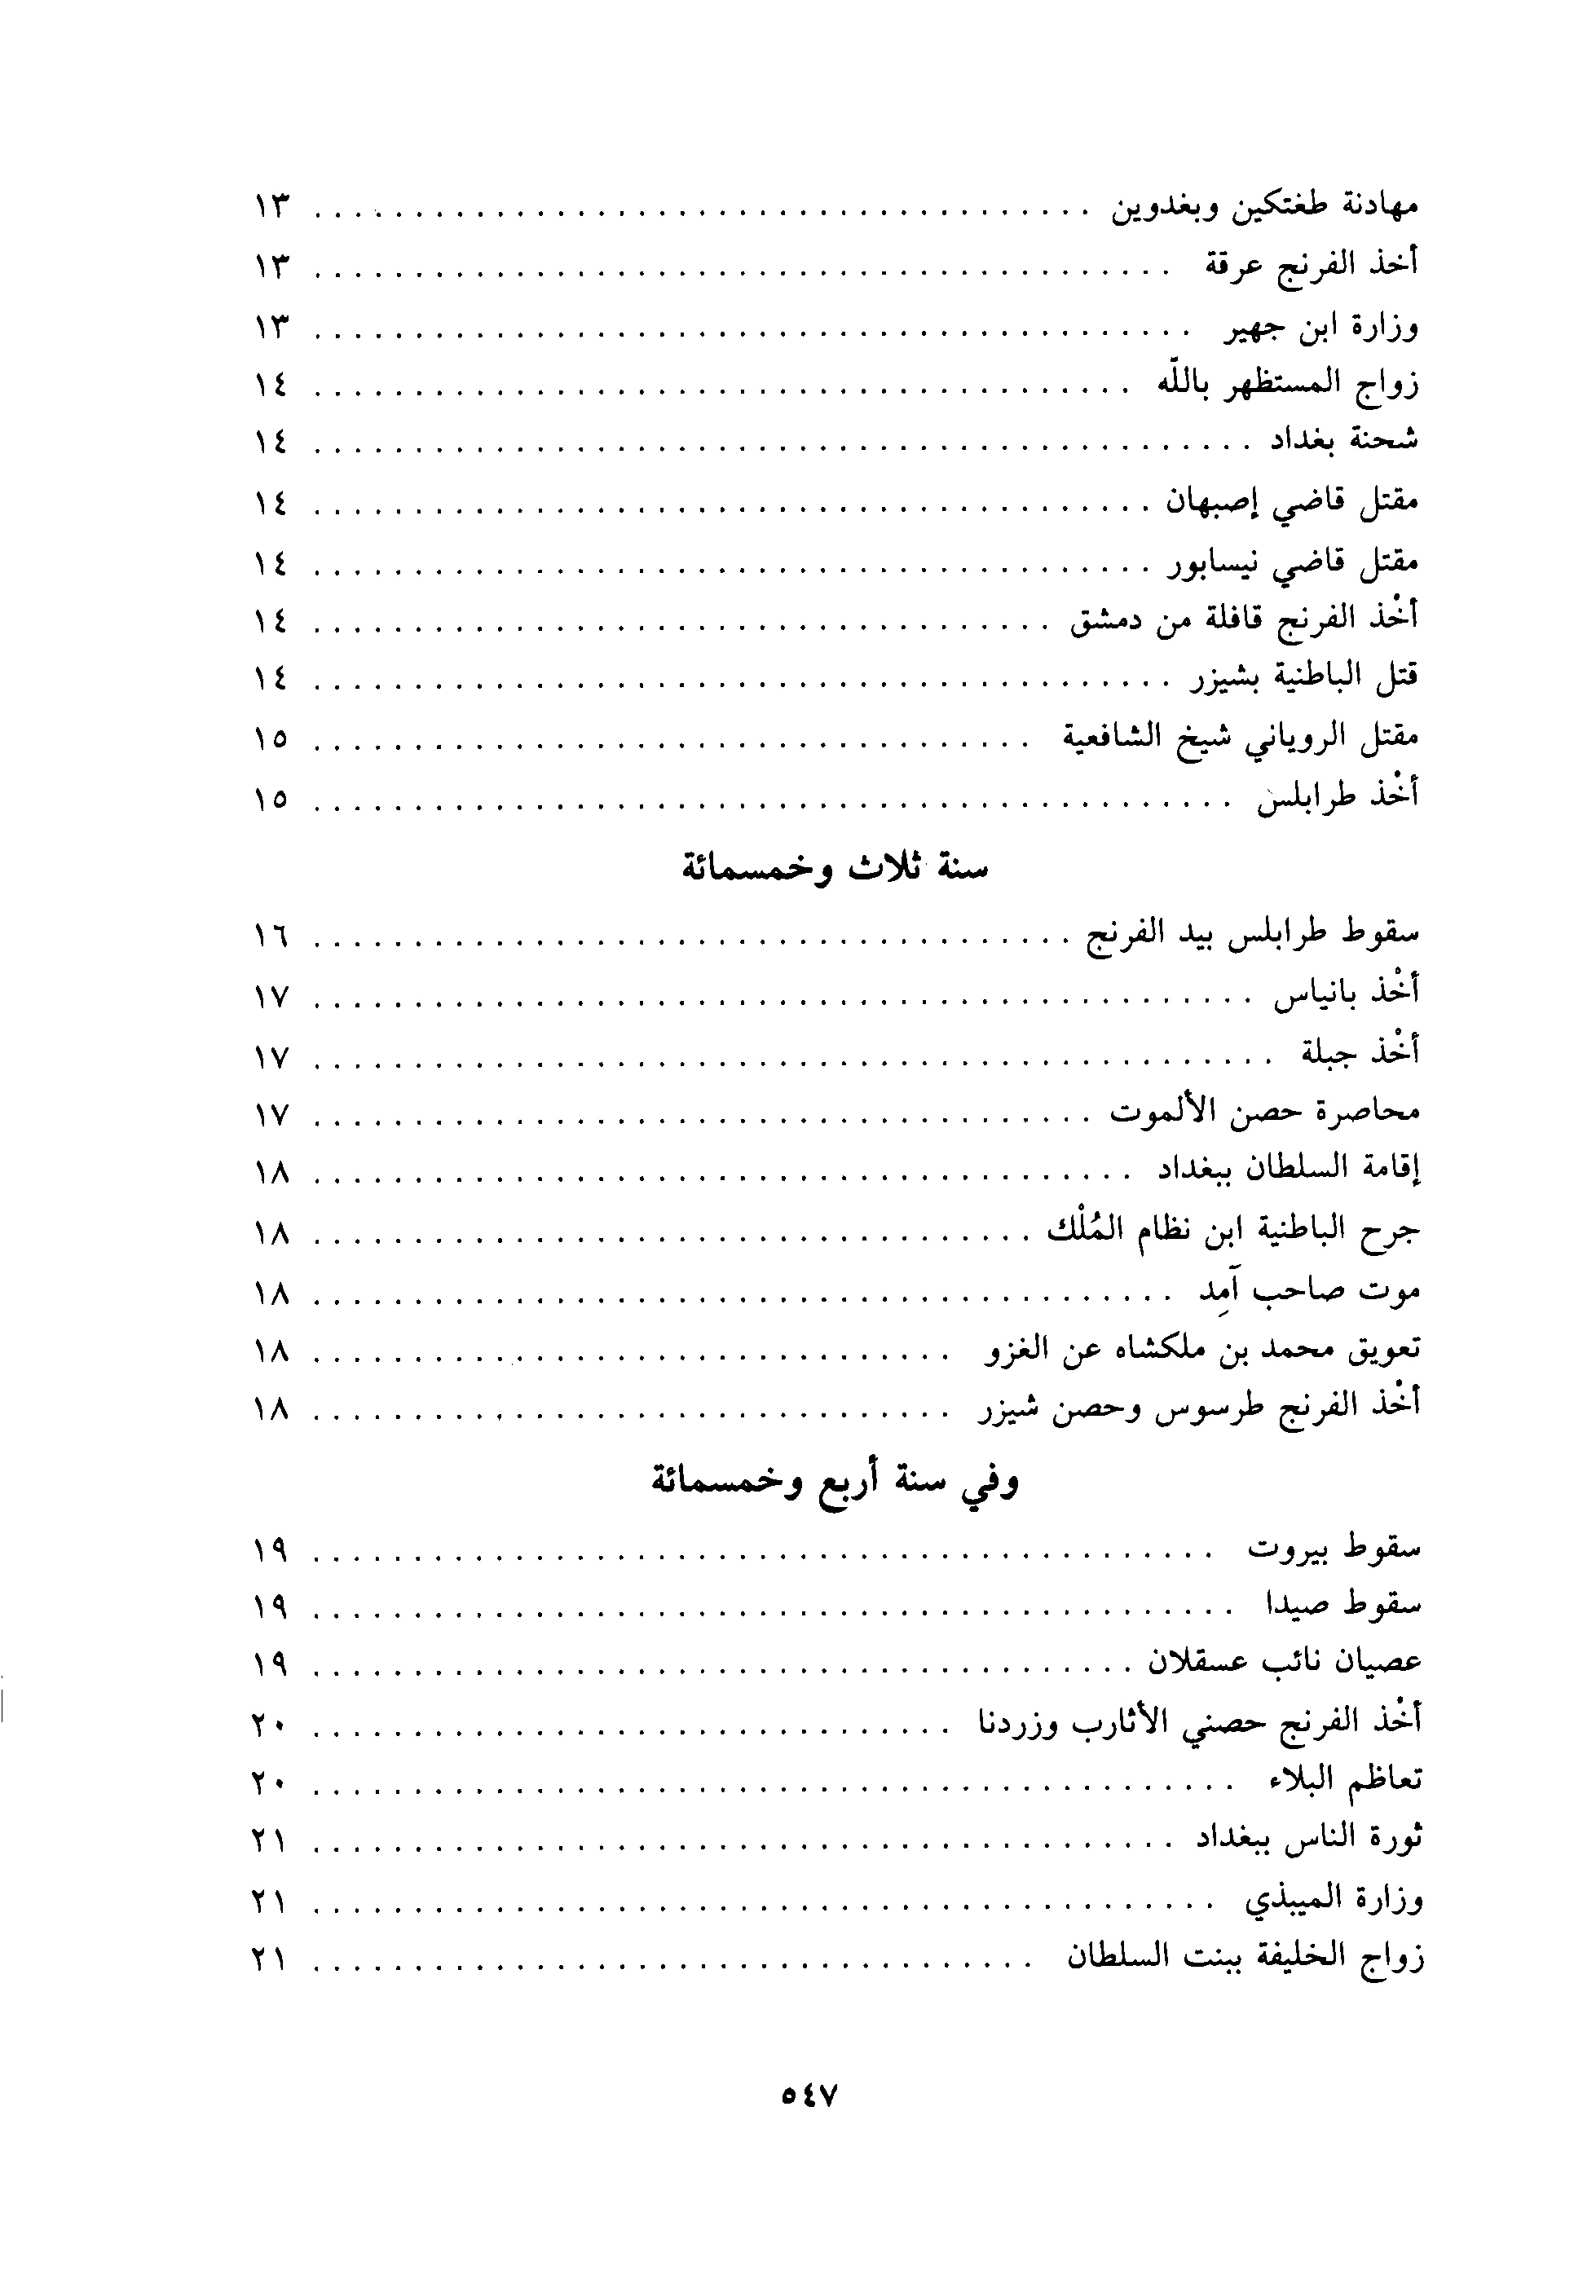 مهادنة طغتكين وبغدوين ........ ١٣
أخذ الفرنج عرقة ........ ١٣
وزارة ابن جهير ........ ١٣
زواج المستظهر باللّه ........ ١٤
شحنة بغداد ........ ١٤
مقتل قاضي إصبهان ........ ١٤
مقتل قاضي نيسابور ........ ١٤
أخْذ الفرنج قافلة من دمشق ........ ١٤
قتل الباطنية بشيزر ........ ١٤
مقتل الروياني شيخ الشافعية ........ ١٥
أخْذ طرابلس ........ ١٥
سنة ثلاث وخمسمائة
سقوط طرابلس بيد الفرنج ........ ١٦
أخْذ بانياس ........ ١٧
أخْذ جبلة ........ ١٧
محاصرة حصن الألموت ........ ١٧
إقامة السلطان ببغداد ........ ١٨
جرح الباطنية ابن نظام المُلْك ........ ١٨
موت صاحب آمِد ........ ١٨
تعويق محمد بن ملكشاه عن الغزو ........ ١٨
أخْذ الفرنج طرسوس وحصن شيزر ........ ١٨
وفي سنة أربع وخمسمائة
سقوط بيروت ........ ١٩
سقوط صيدا ........ ١٩
عصيان نائب عسقلان ........ ١٩
أخْذ الفرنج حصني الأثارب وزردنا ........ ٢٠
تعاظم البلاء ........ ٢٠
ثورة الناس ببغداد ........ ٢١
وزارة الميبذي ........ ٢١
زواج الخليفة ببنت السلطان ........ ٢١
٥٤٧